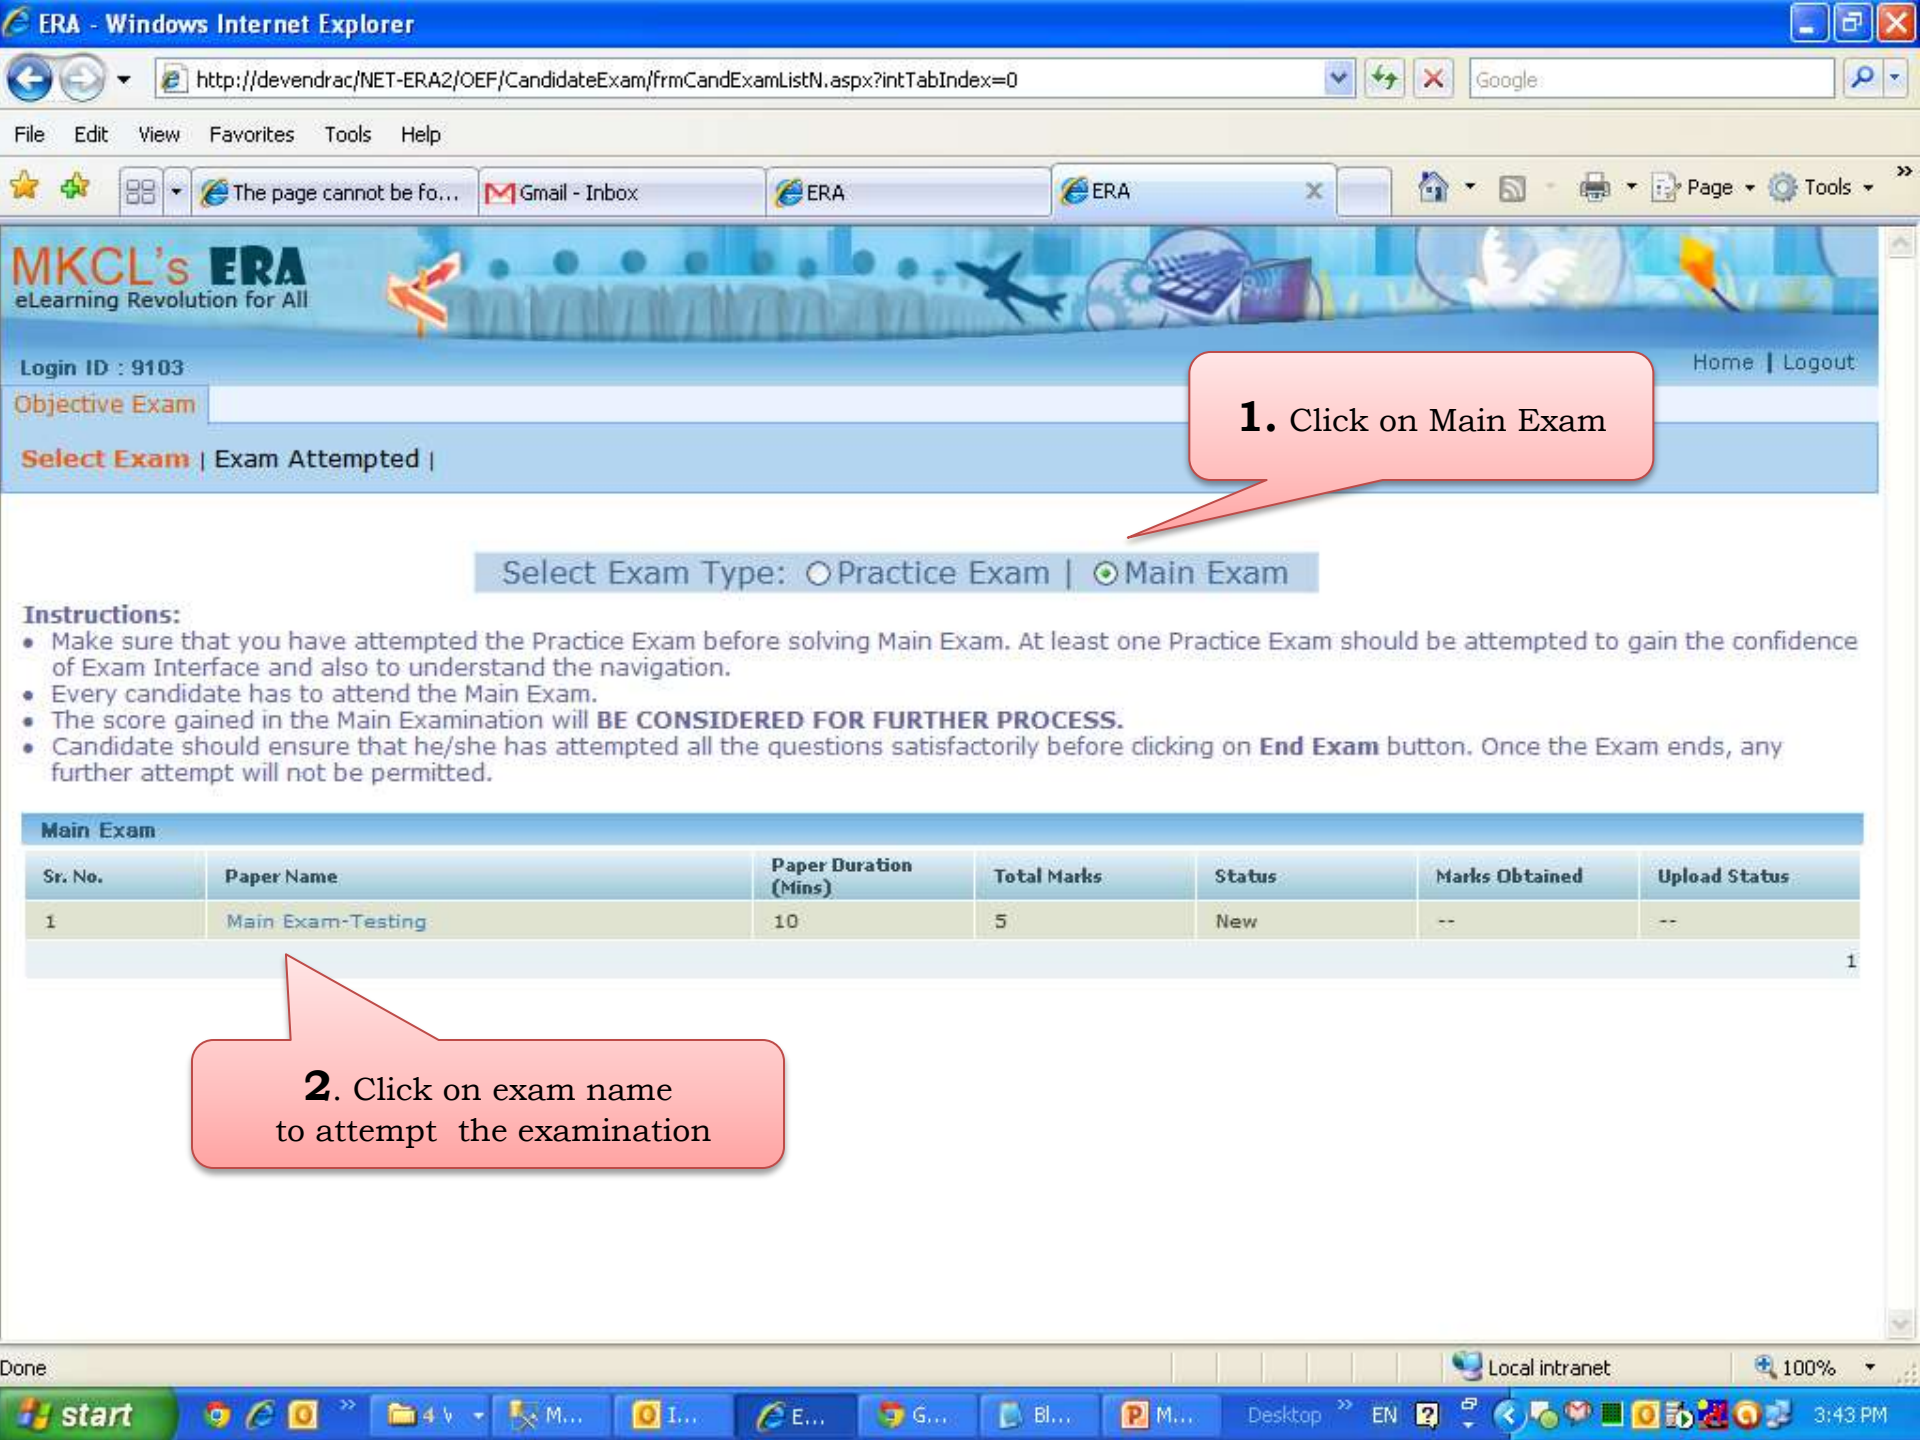 ERA - Windows Internet Explorer
http://devendrac/NET-ERA2/OEF/CandidateExam/frmCandExamListN.aspx?intTabIndex=0
Google
File Edit View Favorites Tools Help
The page cannot be fo... Gmail - Inbox ERA ERA Page Tools »
MKCL's ERA
eLearning Revolution for All
Login ID : 9103
Home | Logout
Objective Exam
1. Click on Main Exam
Select Exam | Exam Attempted |
Select Exam Type: Practice Exam | Main Exam
Instructions:
• Make sure that you have attempted the Practice Exam before solving Main Exam. At least one Practice Exam should be attempted to gain the confidence
of Exam Interface and also to understand the navigation.
• Every candidate has to attend the Main Exam.
• The score gained in the Main Examination will BE CONSIDERED FOR FURTHER PROCESS.
• Candidate should ensure that he/she has attempted all the questions satisfactorily before clicking on End Exam button. Once the Exam ends, any
further attempt will not be permitted.
Main Exam
Sr. No. Paper Name Paper Duration (Mins) Total Marks Status Marks Obtained Upload Status
1 Main Exam-Testing 10 5 New -- --
1
2. Click on exam name
to attempt the examination
Done Local intranet 100%
start » 4 M... I... E... G... Bl... M... Desktop » EN 3:43 PM